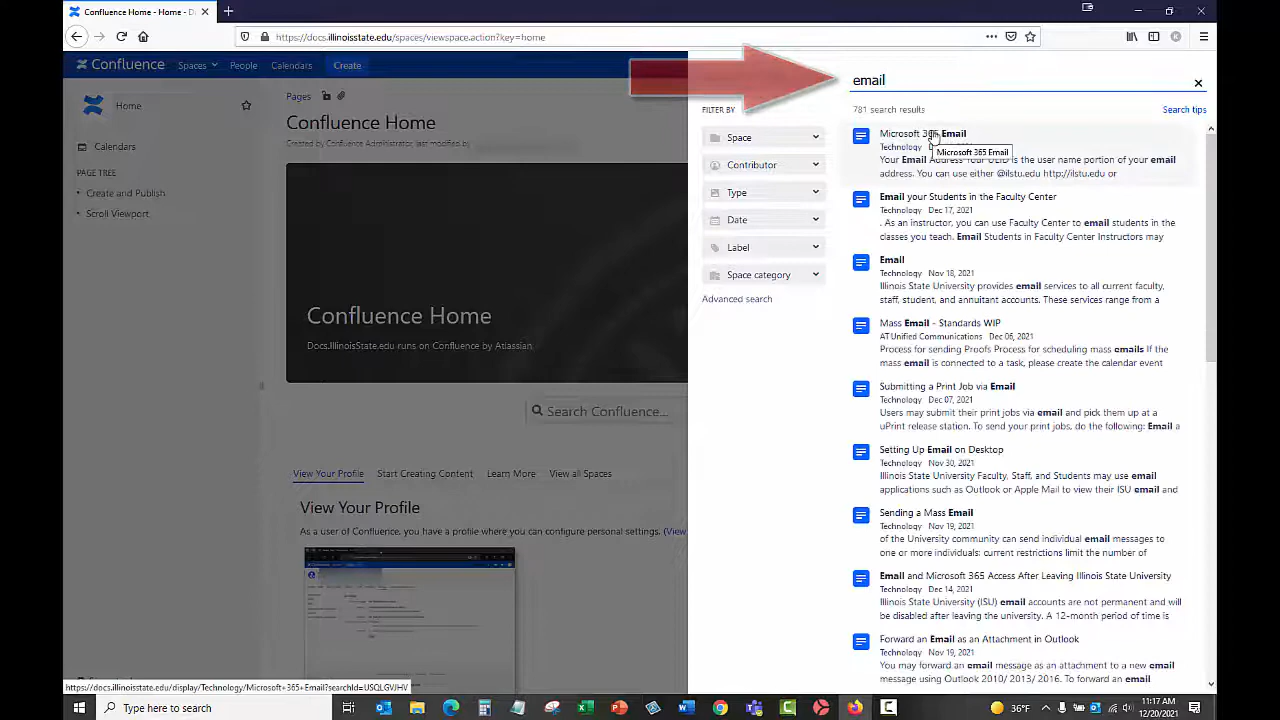 Confluence Home - Home - D
https://docs.illinoisstate.edu/spaces/viewspace.action?key=home
Confluence
Spaces
People
Calendars
Create
Home
Calendars
PAGE TREE
Create and Publish
Scroll Viewport
Pages
Confluence Home
Created by Confluence Administrator, last modified by
Confluence Home
Docs.IllinoisState.edu runs on Confluence by Atlassian
Search Confluence...
View Your Profile
Start Creating Content
Learn More
View all Spaces
View Your Profile
As a user of Confluence, you have a profile where you can configure personal settings. (View
email
FILTER BY
781 search results
Search tips
Space
Contributor
Type
Date
Label
Space category
Advanced search
Microsoft 365 Email
Technology
Microsoft 365 Email
Your Email Address Your ULID is the user name portion of your email
address. You can use either @ilstu.edu http://ilstu.edu or
Email your Students in the Faculty Center
Technology Dec 17, 2021
. As an instructor, you can use Faculty Center to email students in the
classes you teach. Email Students in Faculty Center Instructors may
Email
Technology Nov 18, 2021
Illinois State University provides email services to all current faculty,
staff, student, and annuitant accounts. These services range from a
Mass Email - Standards WIP
AT Unified Communications Dec 06, 2021
Process for sending Proofs Process for scheduling mass emails If the
mass email is connected to a task, please create the calendar event
Submitting a Print Job via Email
Technology Dec 07, 2021
Users may submit their print jobs via email and pick them up at a
uPrint release station. To send your print jobs, do the following: Email a
Setting Up Email on Desktop
Technology Nov 30, 2021
Illinois State University Faculty, Staff, and Students may use email
applications such as Outlook or Apple Mail to view their ISU email and
Sending a Mass Email
Technology Nov 19, 2021
of the University community can send individual email messages to
one or more individuals: current restrictions limit the number of
Email and Microsoft 365 Access After Leaving Illinois State University
Technology Dec 14, 2021
Illinois State University (ISU) email accounts are not permanent and will
be disabled after leaving the university. A 12-month period of time is
Forward an Email as an Attachment in Outlook
Technology Nov 19, 2021
You may forward an email message as an attachment to a new email
message using Outlook 2010/ 2013/ 2016. To forward an email
https://docs.illinoisstate.edu/display/Technology/Microsoft+365+Email?searchId=USQLGVJHV
Type here to search
36°F
11:17 AM
12/20/2021